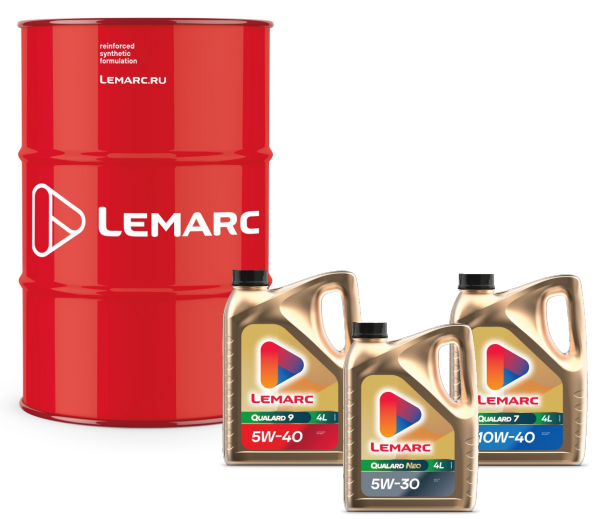 reinforced
synthetic
formulation
LEMARC.RU
LEMARC
LEMARC
QUALARD 9 4L
5W-40
LEMARC
QUALARD NEO 4L
5W-30
LEMARC
QUALARD 7 4L
10W-40